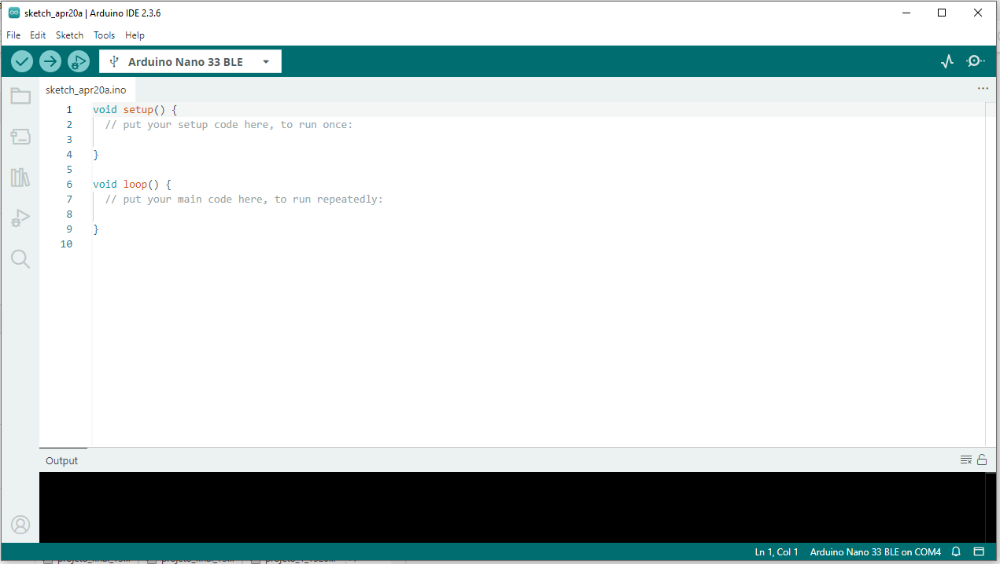 sketch_apr20a | Arduino IDE 2.3.6
File Edit Sketch Tools Help
Arduino Nano 33 BLE
sketch_apr20a.ino
1 void setup() {
2 // put your setup code here, to run once:
3
4 }
5
6 void loop() {
7 // put your main code here, to run repeatedly:
8
9 }
10
Output
Ln 1, Col 1 Arduino Nano 33 BLE on COM4